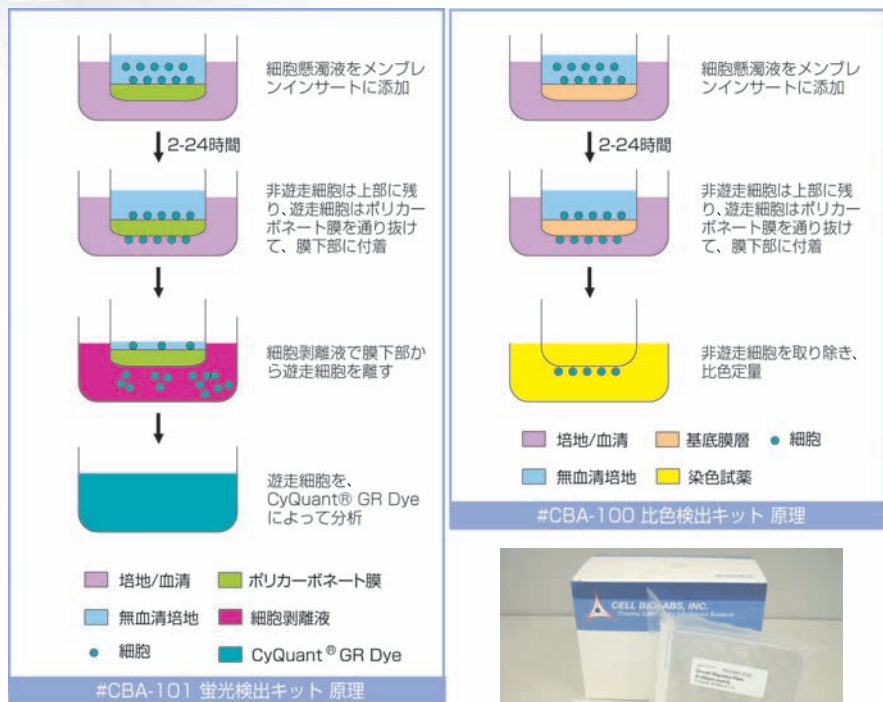 細胞懸濁液をメンブレ
ンインサートに添加
2-24時間
非遊走細胞は上部に残
り、遊走細胞はポリカー
ボネート膜を通り抜け
て、膜下部に付着
細胞剥離液で膜下部か
ら遊走細胞を離す
遊走細胞を、
CyQuant® GR Dye
によって分析
培地/血清
ポリカーボネート膜
無血清培地
細胞剥離液
細胞
CyQuant® GR Dye
#CBA-101 蛍光検出キット 原理
細胞懸濁液をメンブレ
ンインサートに添加
2-24時間
非遊走細胞は上部に残
り、遊走細胞はポリカー
ボネート膜を通り抜け
て、膜下部に付着
非遊走細胞を取り除き、
比色定量
培地/血清
基底膜層
細胞
無血清培地
染色試薬
#CBA-100 比色検出キット 原理
CELL BIOLABS, INC.